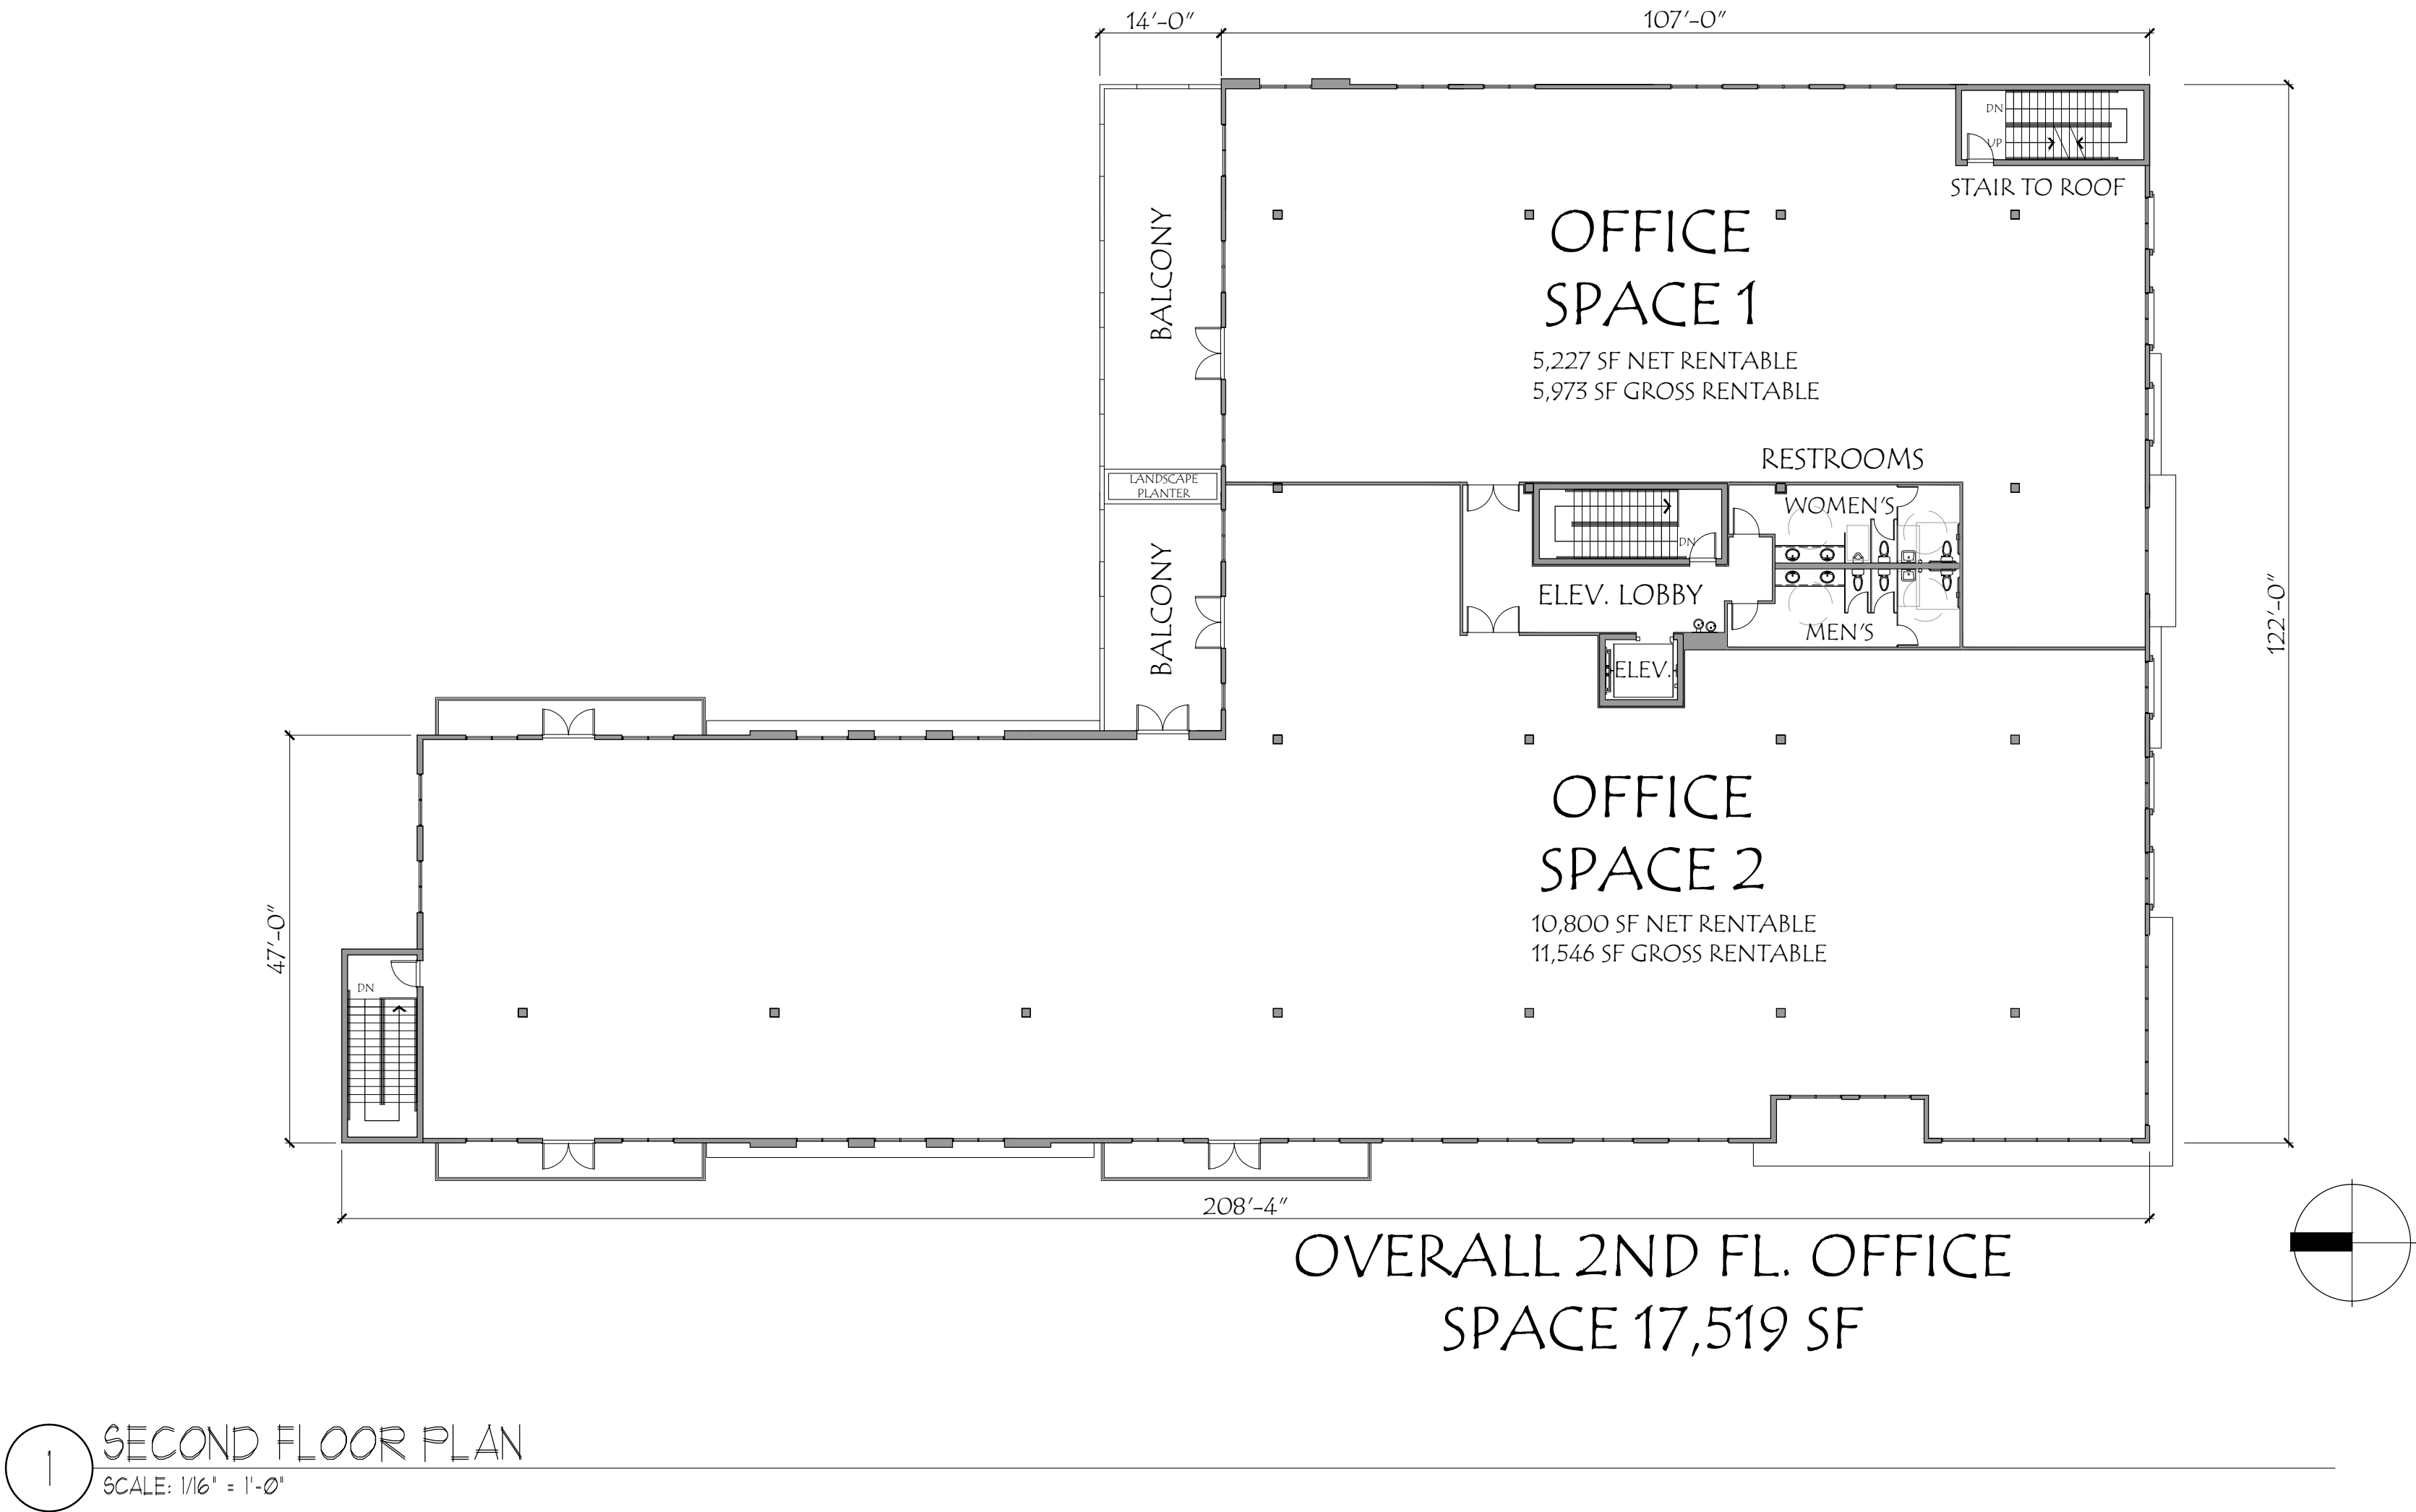 14'-0"
107'-0"
DN
UP
STAIR TO ROOF
BALCONY
OFFICE
SPACE 1
5,227 SF NET RENTABLE
5,973 SF GROSS RENTABLE
RESTROOMS
LANDSCAPE
PLANTER
WOMEN'S
DN
ELEV. LOBBY
MEN'S
BALCONY
ELEV.
122'-0"
OFFICE
SPACE 2
10,800 SF NET RENTABLE
11,546 SF GROSS RENTABLE
47'-0"
DN
208'-4"
OVERALL 2ND FL. OFFICE
SPACE 17,519 SF
1
SECOND FLOOR PLAN
SCALE: 1/16" = 1'-0"